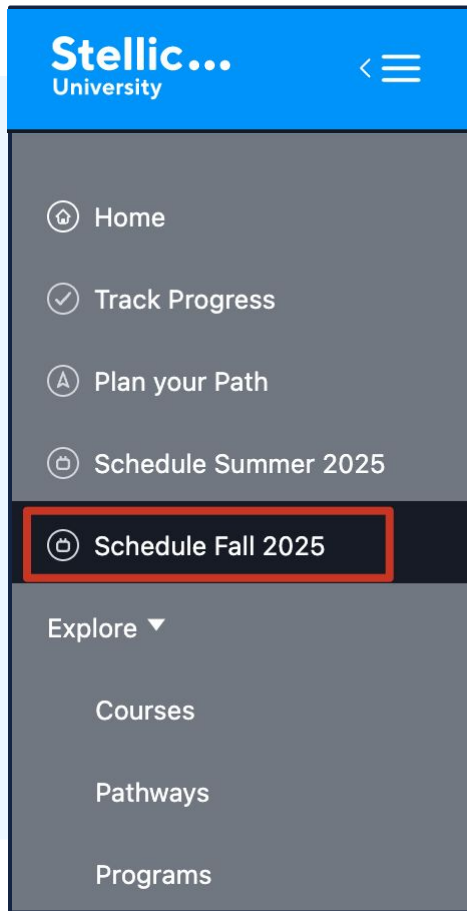 Stellic...
University
Home
Track Progress
Plan your Path
Schedule Summer 2025
Schedule Fall 2025
Explore
Courses
Pathways
Programs